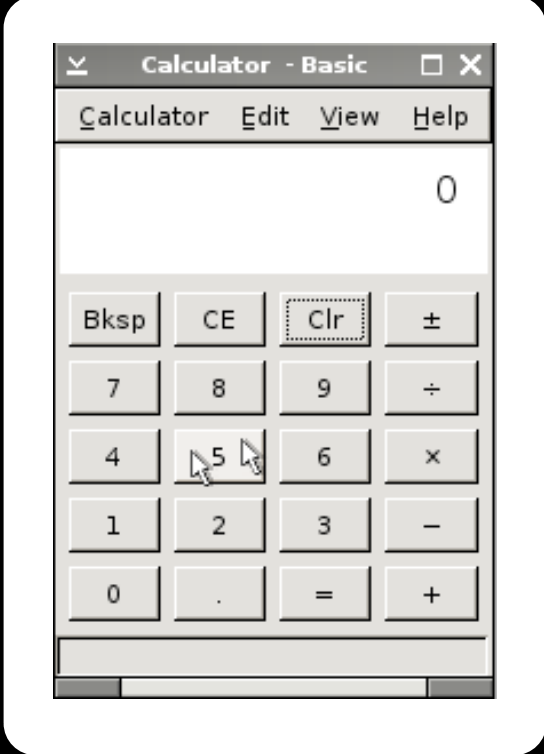 Calculator - Basic
Calculator Edit View Help
0
Bksp CE Clr ±
7 8 9 ÷
4 5 6 ×
1 2 3 −
0 . = +